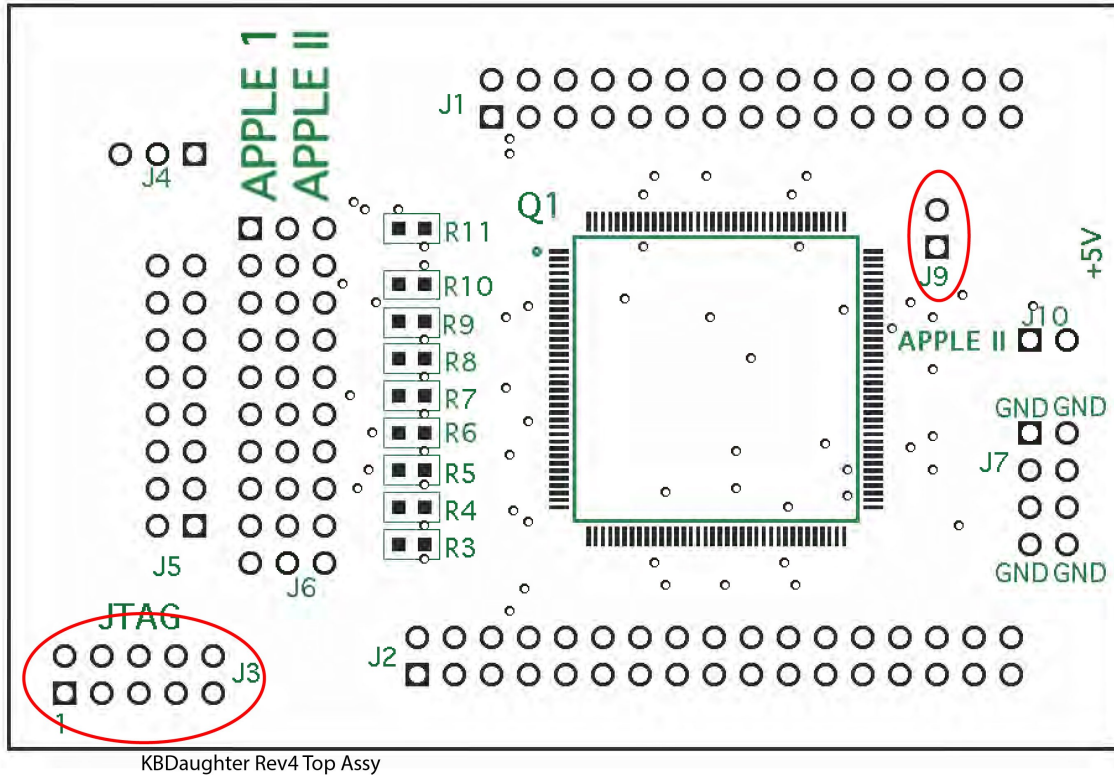 APPLE 1
APPLE II
J1
J4
Q1
R11
J9
+5V
R10
J10
R9
APPLE II
R8
R7
GND GND
R6
J7
R5
R4
R3
J5
J6
GND GND
JTAG
J3
J2
1
KBDaughter Rev4 Top Assy